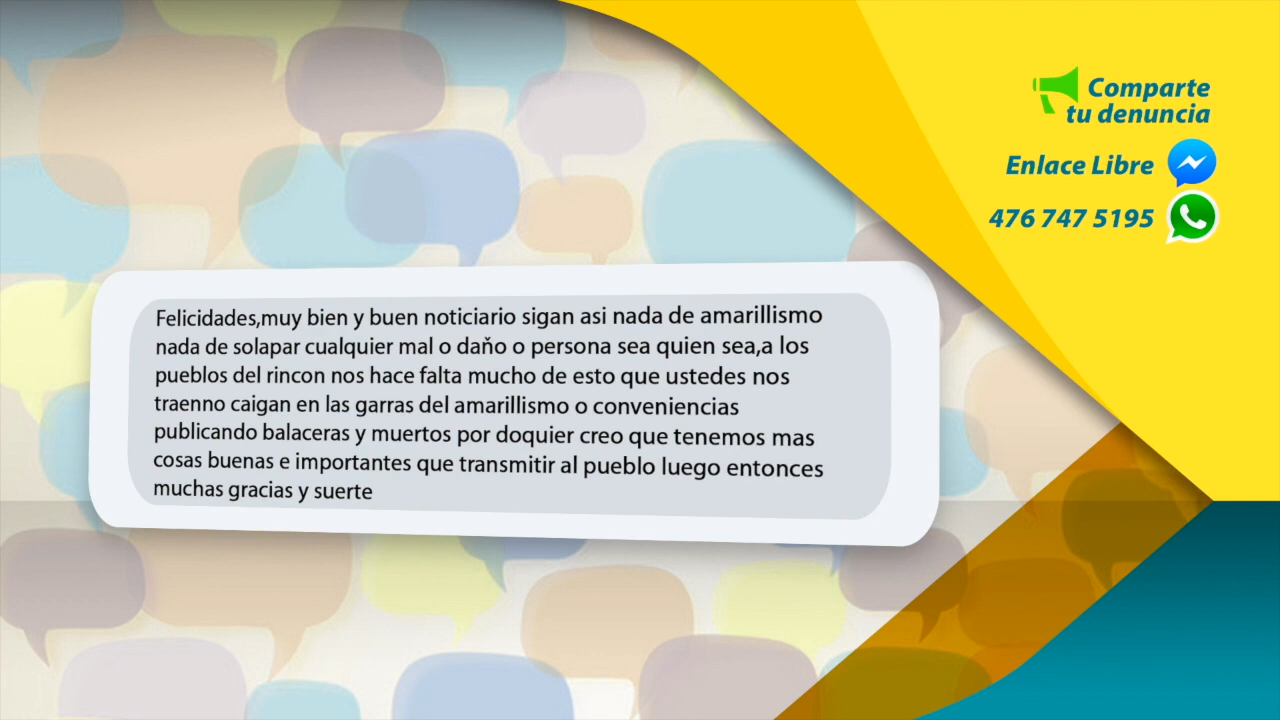 Comparte
tu denuncia
Enlace Libre
476 747 5195
Felicidades,muy bien y buen noticiario sigan asi nada de amarillismo
nada de solapar cualquier mal o daňo o persona sea quien sea,a los
pueblos del rincon nos hace falta mucho de esto que ustedes nos
traenno caigan en las garras del amarillismo o conveniencias
publicando balaceras y muertos por doquier creo que tenemos mas
cosas buenas e importantes que transmitir al pueblo luego entonces
muchas gracias y suerte